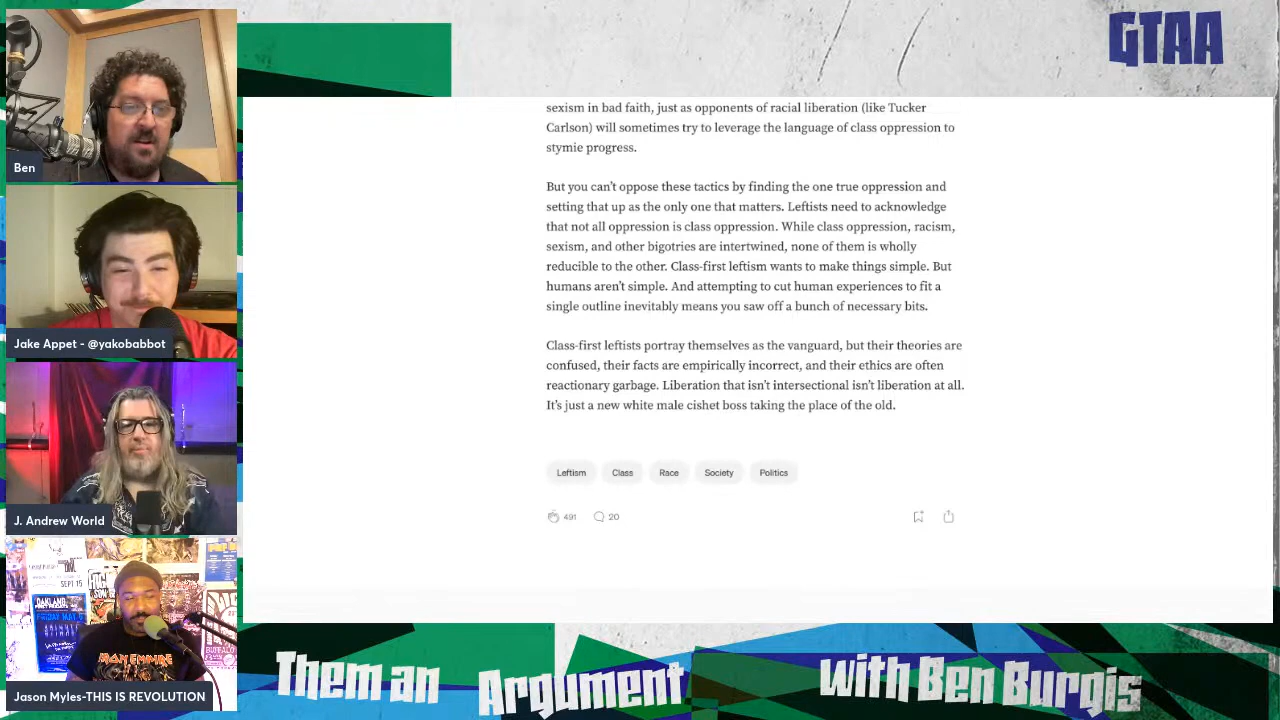 GTAA
Ben
Jake Appet - @yakobabbot
J. Andrew World
SEPT 15
OAKLAND
FRIDAY MAY 6
BUFFALO
Jason Myles-THIS IS REVOLUTION
sexism in bad faith, just as opponents of racial liberation (like Tucker
Carlson) will sometimes try to leverage the language of class oppression to
stymie progress.
But you can’t oppose these tactics by finding the one true oppression and
setting that up as the only one that matters. Leftists need to acknowledge
that not all oppression is class oppression. While class oppression, racism,
sexism, and other bigotries are intertwined, none of them is wholly
reducible to the other. Class-first leftism wants to make things simple. But
humans aren’t simple. And attempting to cut human experiences to fit a
single outline inevitably means you saw off a bunch of necessary bits.
Class-first leftists portray themselves as the vanguard, but their theories are
confused, their facts are empirically incorrect, and their ethics are often
reactionary garbage. Liberation that isn’t intersectional isn’t liberation at all.
It’s just a new white male cishet boss taking the place of the old.
Leftism Class Race Society Politics
491 20
Them an Argument with Ben Burgis